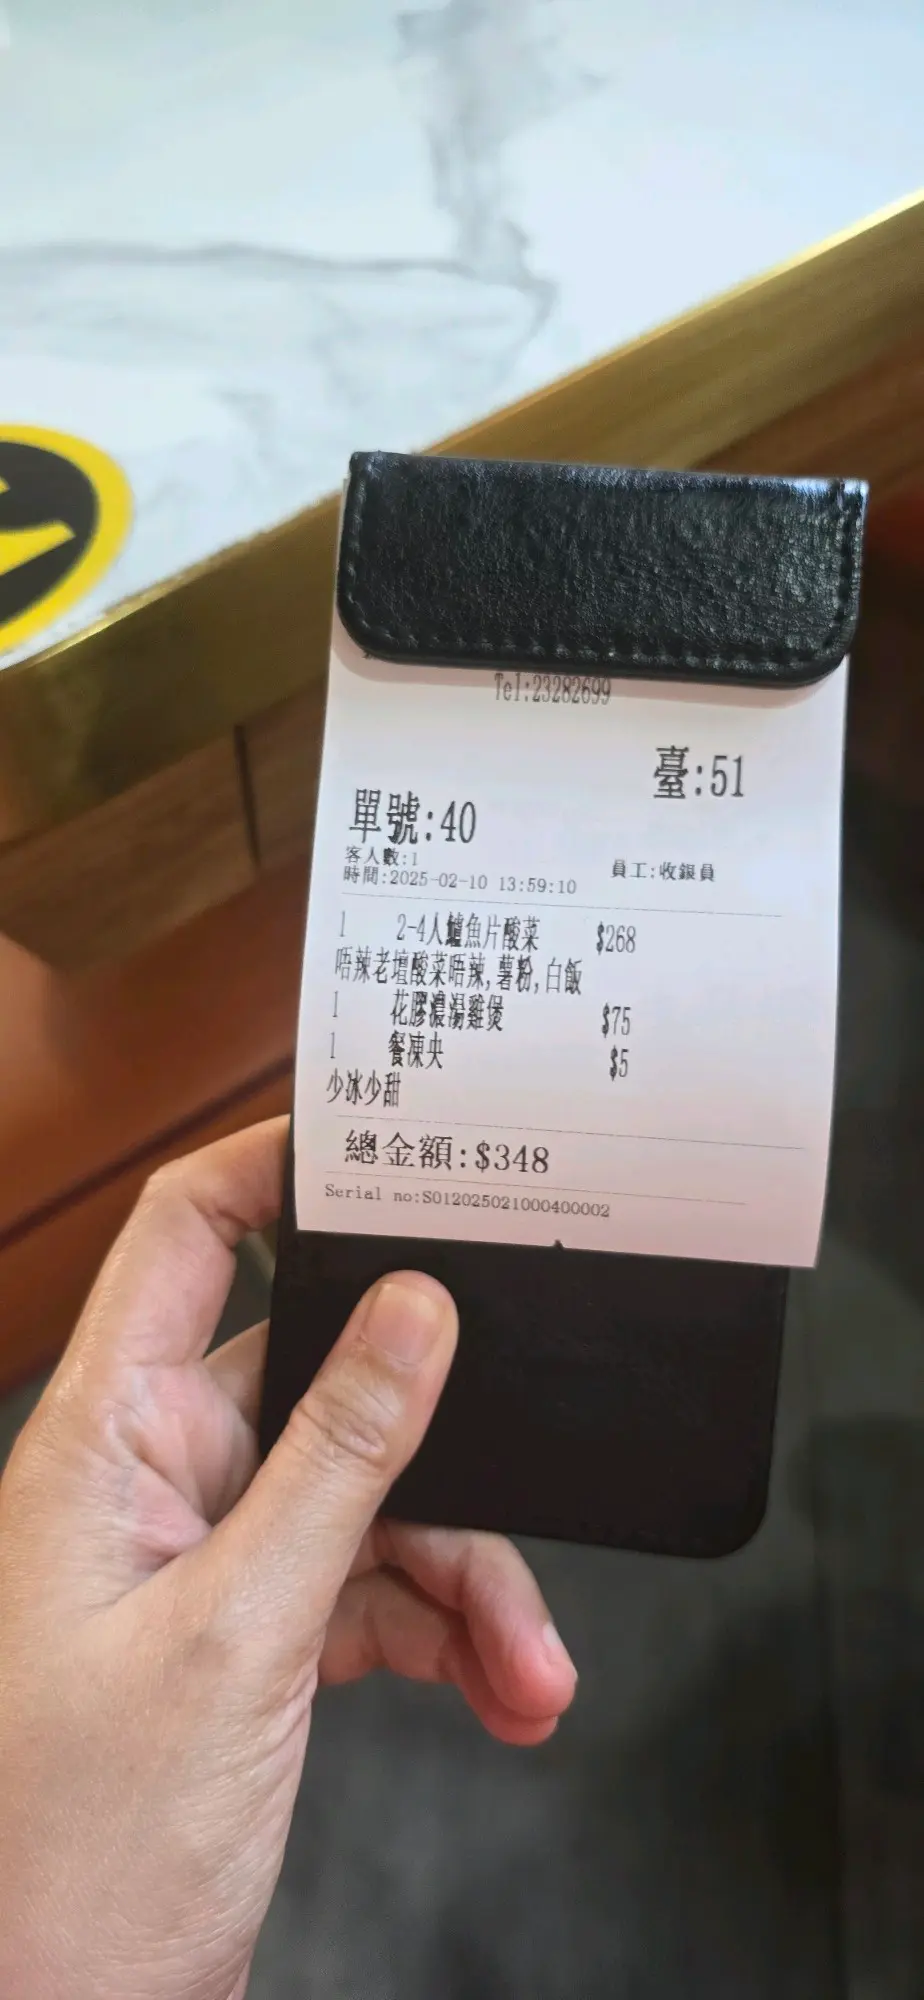 Tel:23282699
臺:51
單號:40
客人數:1
時間:2025-02-10 13:59:10 員工:收銀員
1 2-4人鱸魚片酸菜 $268
唔辣老壇酸菜唔辣,薯粉,白飯
1 花膠濃湯雞煲 $75
1 餐凍央 $5
少冰少甜
總金額:$348
Serial no:S012025021000400002